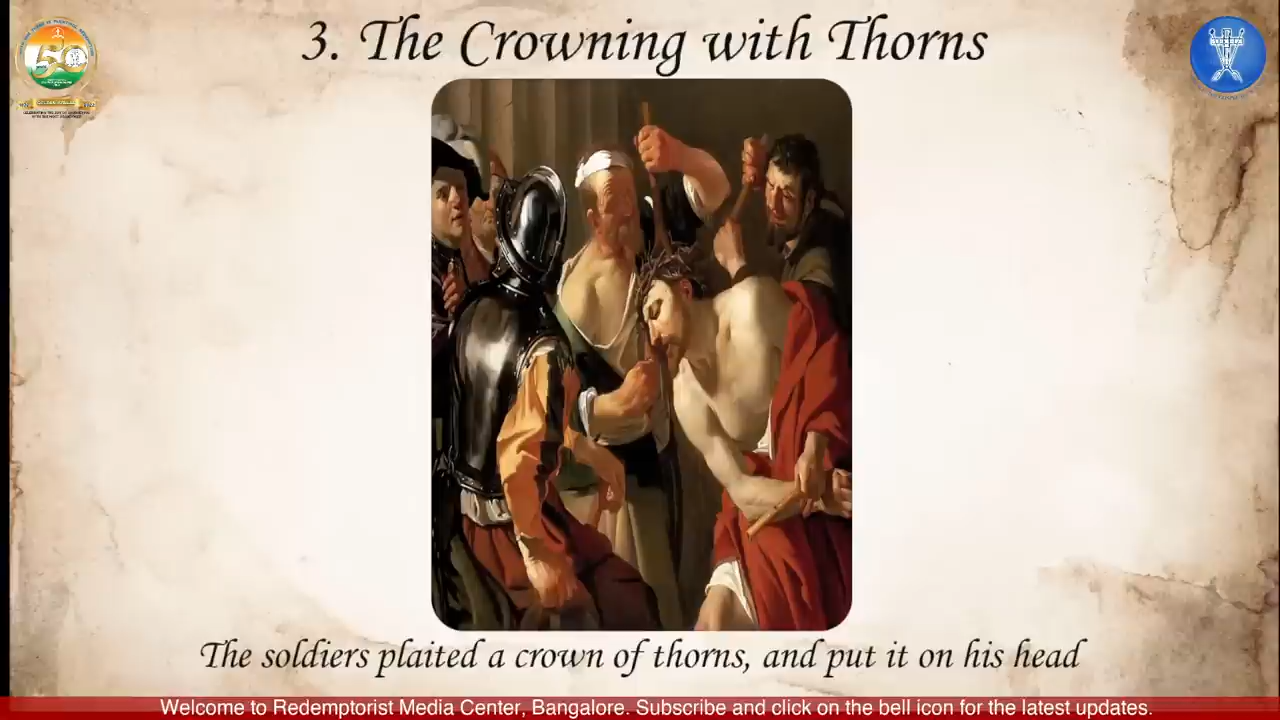 3. The Crowning with Thorns
50
The soldiers plaited a crown of thorns, and put it on his head
Welcome to Redemptorist Media Center, Bangalore. Subscribe and click on the bell icon for the latest updates.